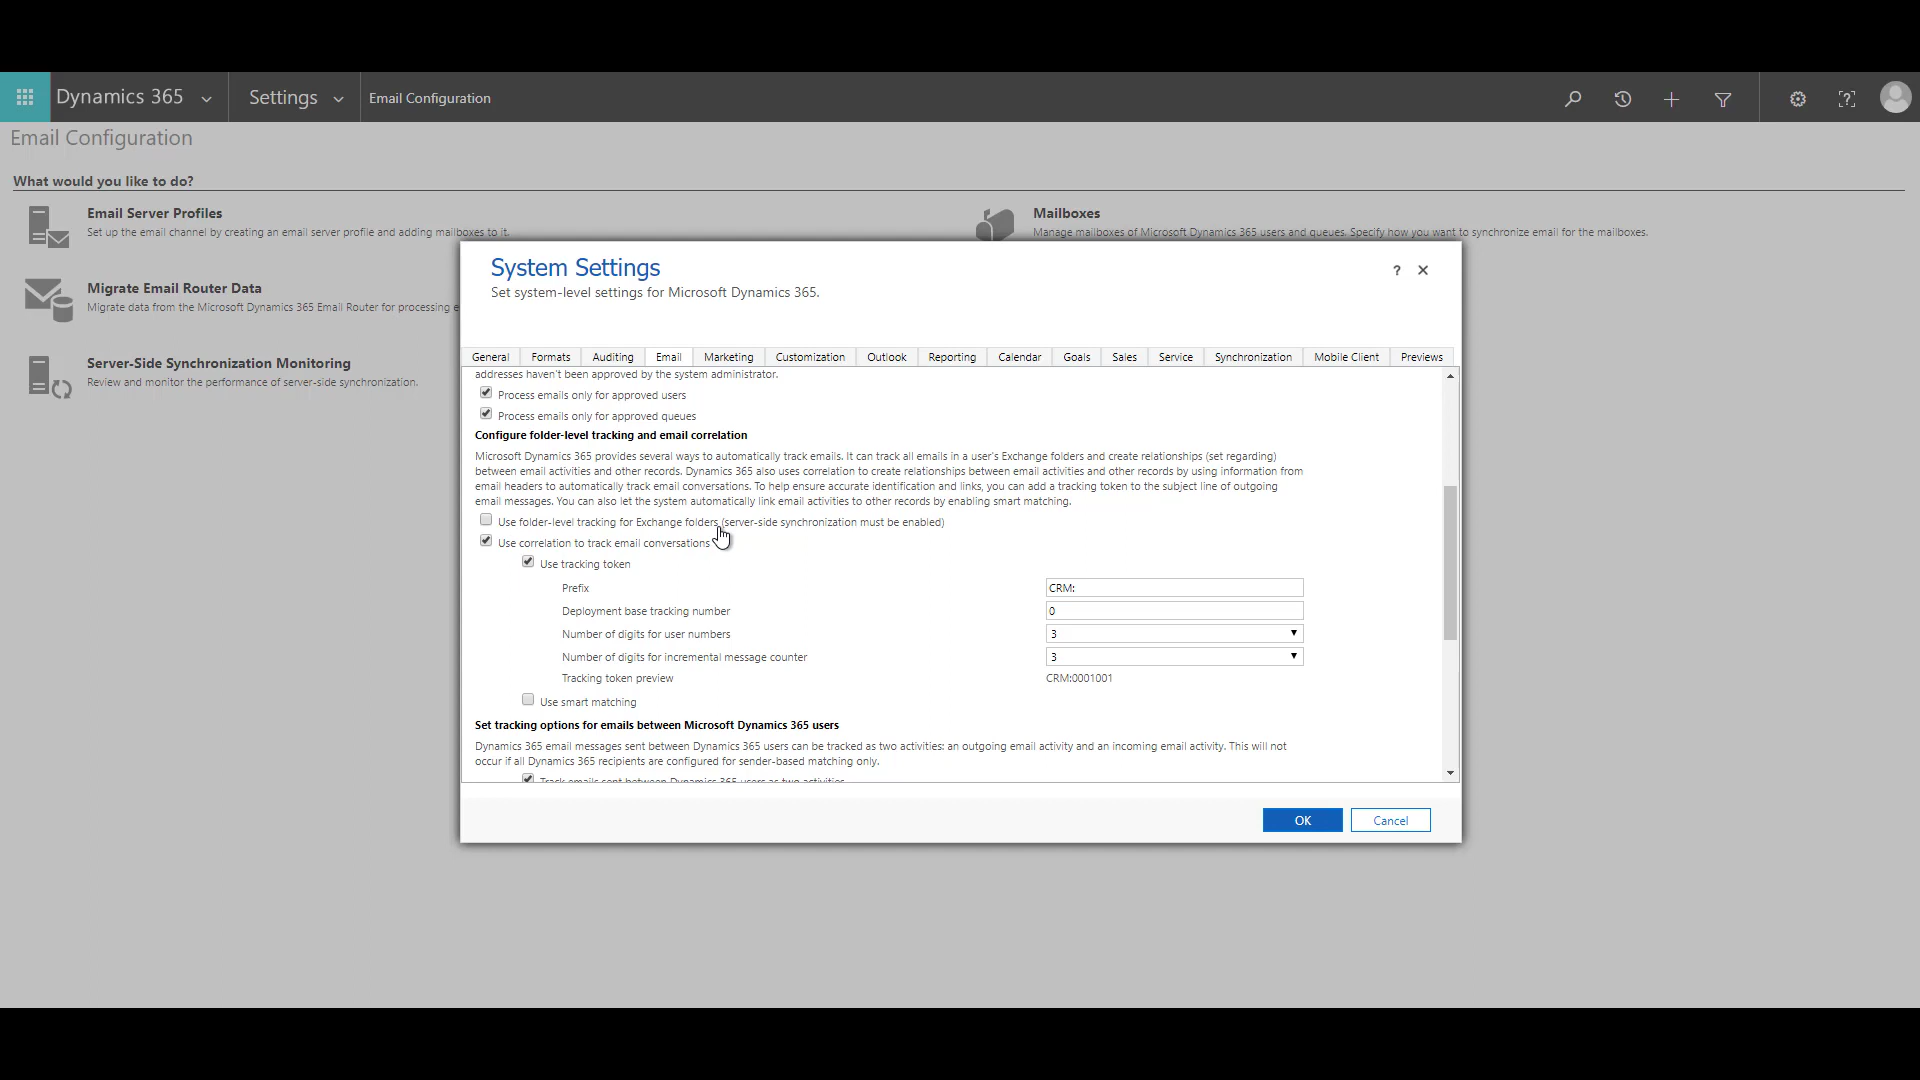 Dynamics 365
Settings
Email Configuration
Email Configuration
What would you like to do?
Email Server Profiles
Set up the email channel by creating an email server profile and adding mailboxes to it.
Mailboxes
Manage mailboxes of Microsoft Dynamics 365 users and queues. Specify how you want to synchronize email for the mailboxes.
Migrate Email Router Data
Migrate data from the Microsoft Dynamics 365 Email Router for processing
Server-Side Synchronization Monitoring
Review and monitor the performance of server-side synchronization.
System Settings
?
Set system-level settings for Microsoft Dynamics 365.
General Formats Auditing Email Marketing Customization Outlook Reporting Calendar Goals Sales Service Synchronization Mobile Client Previews
addresses haven't been approved by the system administrator.
Process emails only for approved users
Process emails only for approved queues
Configure folder-level tracking and email correlation
Microsoft Dynamics 365 provides several ways to automatically track emails. It can track all emails in a user's Exchange folders and create relationships (set regarding)
between email activities and other records. Dynamics 365 also uses correlation to create relationships between email activities and other records by using information from
email headers to automatically track email conversations. To help ensure accurate identification and links, you can add a tracking token to the subject line of outgoing
email messages. You can also let the system automatically link email activities to other records by enabling smart matching.
Use folder-level tracking for Exchange folders (server-side synchronization must be enabled)
Use correlation to track email conversations
Use tracking token
Prefix CRM:
Deployment base tracking number 0
Number of digits for user numbers 3
Number of digits for incremental message counter 3
Tracking token preview CRM:0001001
Use smart matching
Set tracking options for emails between Microsoft Dynamics 365 users
Dynamics 365 email messages sent between Dynamics 365 users can be tracked as two activities: an outgoing email activity and an incoming email activity. This will not
occur if all Dynamics 365 recipients are configured for sender-based matching only.
Track emails sent between Dynamics 365 users as two activities
OK Cancel